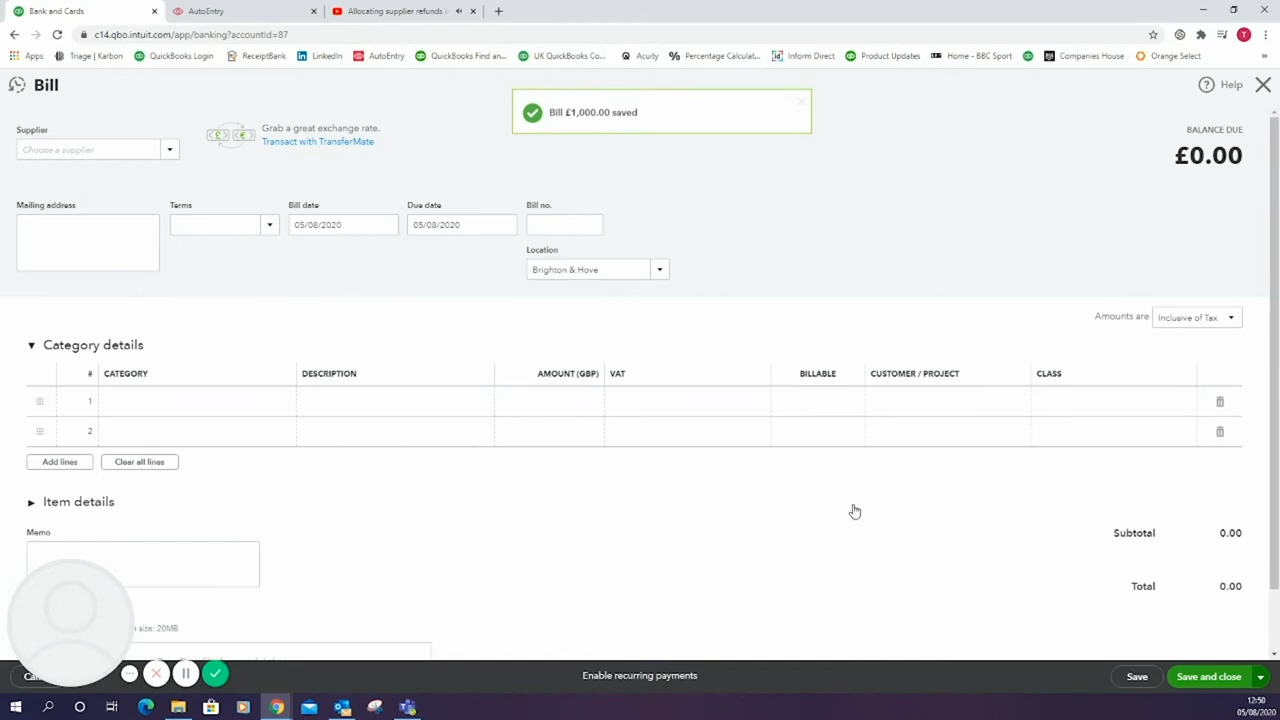 Bank and Cards
AutoEntry
Allocating supplier refunds i
c14.qbo.intuit.com/app/banking?accountId=87
T
Apps
Triage | Karbon
QuickBooks Login
ReceiptBank
LinkedIn
AutoEntry
QuickBooks Find an...
UK QuickBooks Co...
Acuity
Percentage Calculat...
Inform Direct
Product Updates
Home - BBC Sport
Companies House
Orange Select
Bill
Help
Bill £1,000.00 saved
Supplier
Choose a supplier
Grab a great exchange rate.
Transact with TransferMate
BALANCE DUE
£0.00
Mailing address
Terms
Bill date
Due date
Bill no.
05/08/2020
05/08/2020
Location
Brighton & Hove
Amounts are
Inclusive of Tax
Category details
# CATEGORY DESCRIPTION AMOUNT (GBP) VAT BILLABLE CUSTOMER / PROJECT CLASS
1
2
Add lines
Clear all lines
Item details
Memo
Subtotal 0.00
Total 0.00
size: 20MB
Enable recurring payments
Save
Save and close
12:50
05/08/2020